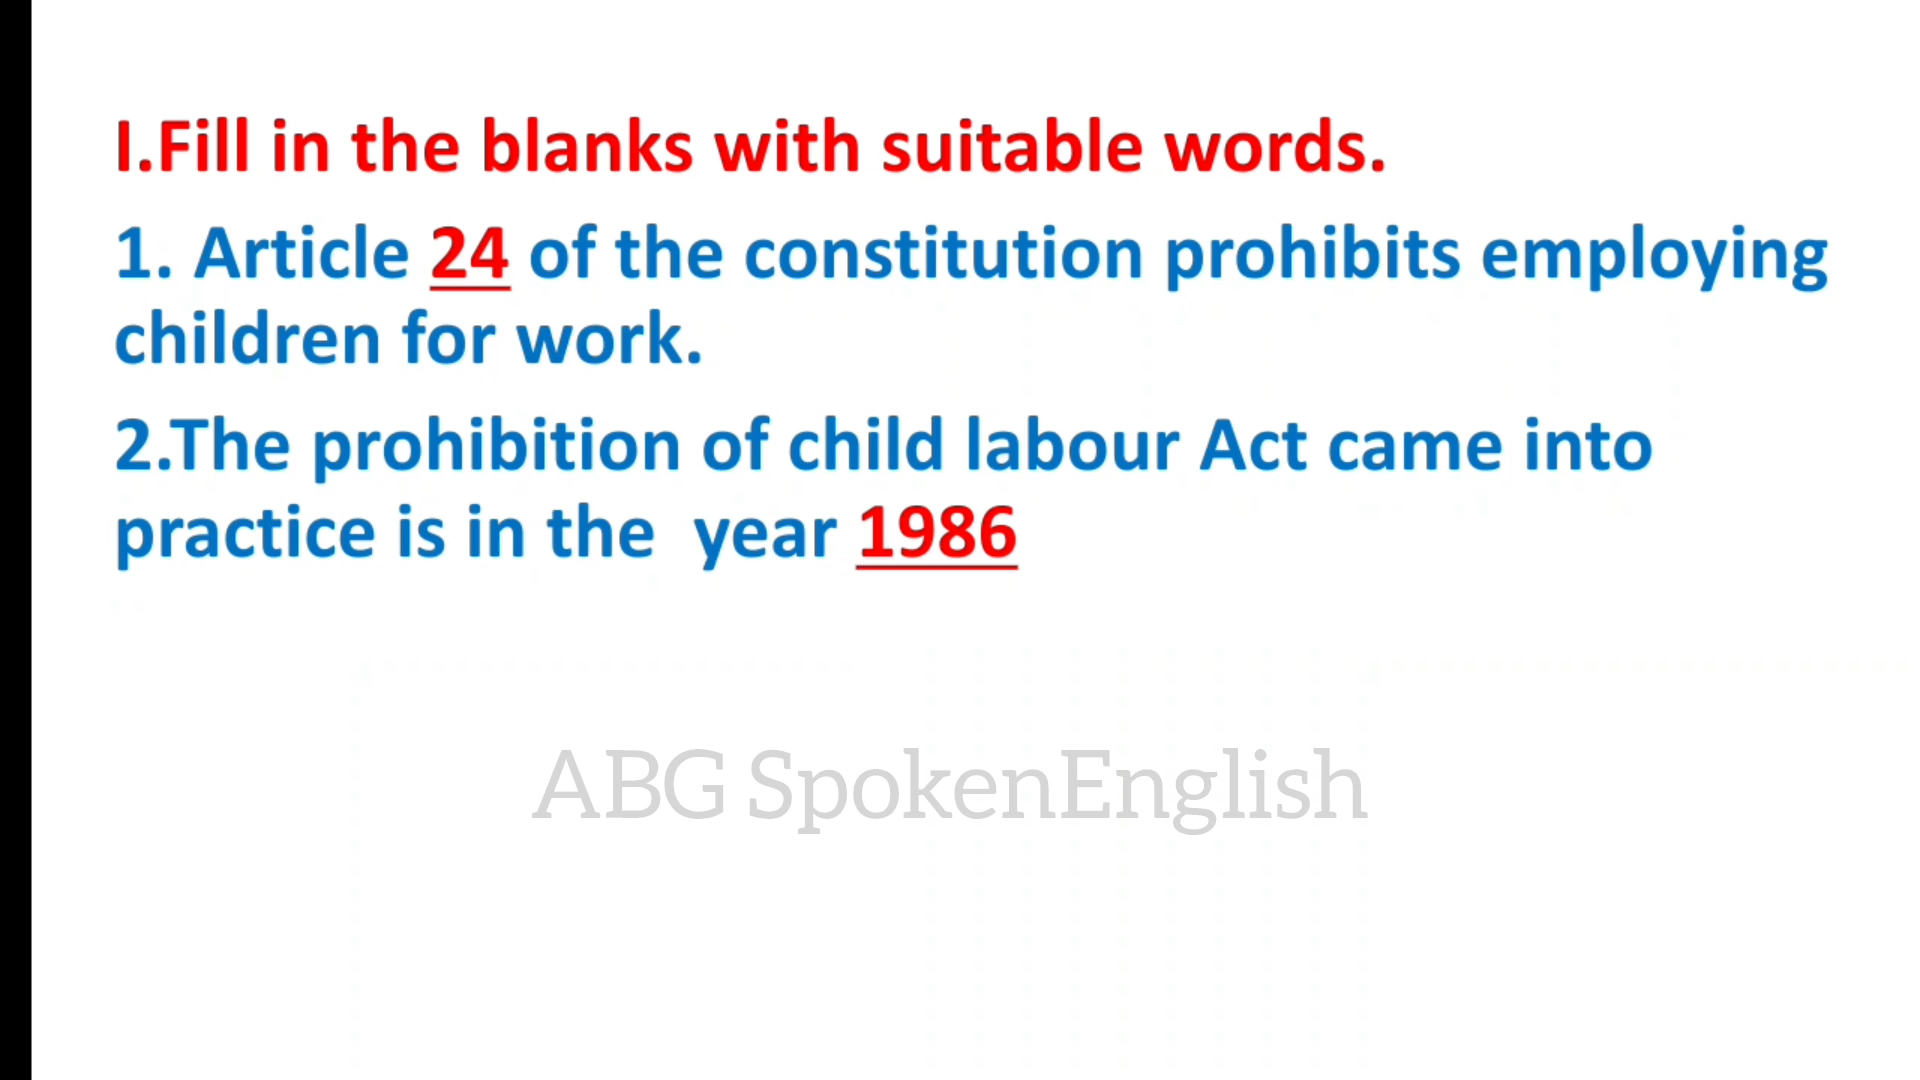 I.Fill in the blanks with suitable words.
1. Article 24 of the constitution prohibits employing
children for work.
2.The prohibition of child labour Act came into
practice is in the  year 1986
ABG SpokenEnglish